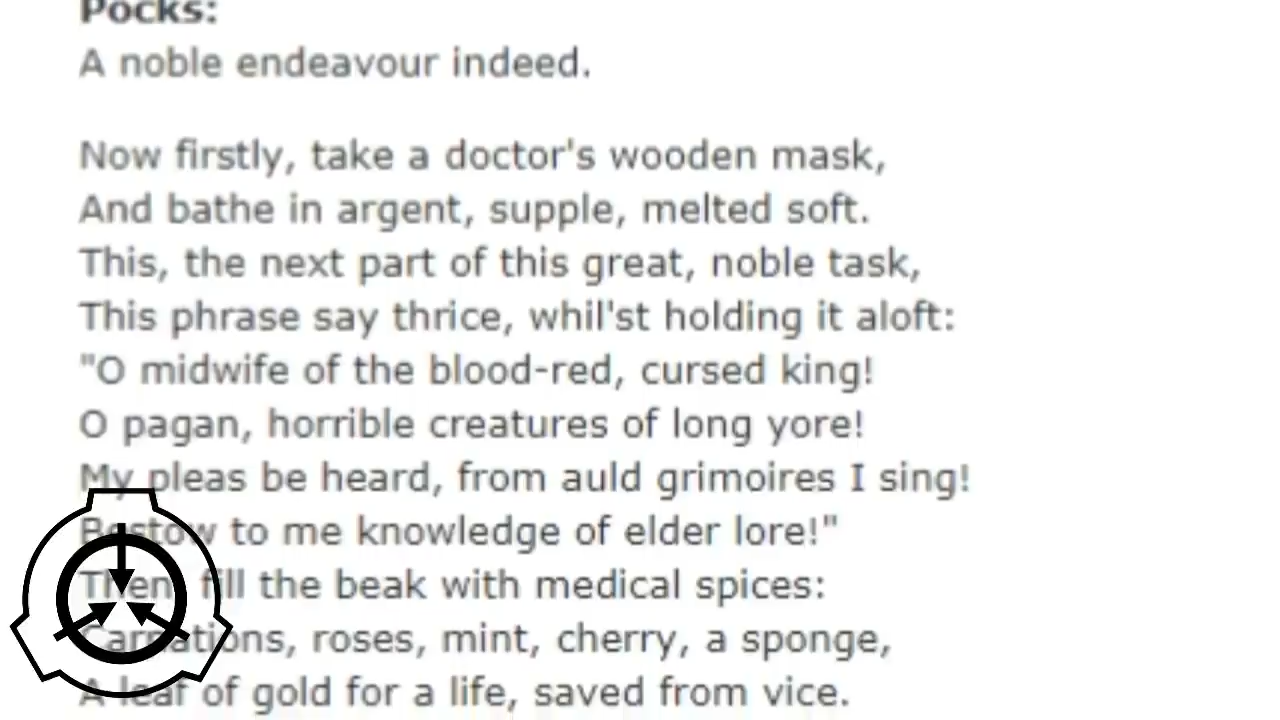 Pocks:
A noble endeavour indeed.
Now firstly, take a doctor's wooden mask,
And bathe in argent, supple, melted soft.
This, the next part of this great, noble task,
This phrase say thrice, whil'st holding it aloft:
"O midwife of the blood-red, cursed king!
O pagan, horrible creatures of long yore!
My pleas be heard, from auld grimoires I sing!
Bestow to me knowledge of elder lore!"
Then, fill the beak with medical spices:
Carnations, roses, mint, cherry, a sponge,
A leaf of gold for a life, saved from vice.